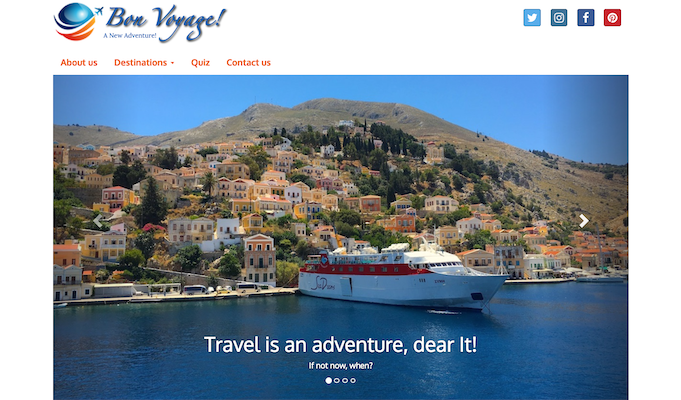 Bon Voyage!
A New Adventure!
About us
Destinations
Quiz
Contact us
Travel is an adventure, dear It!
If not now, when?